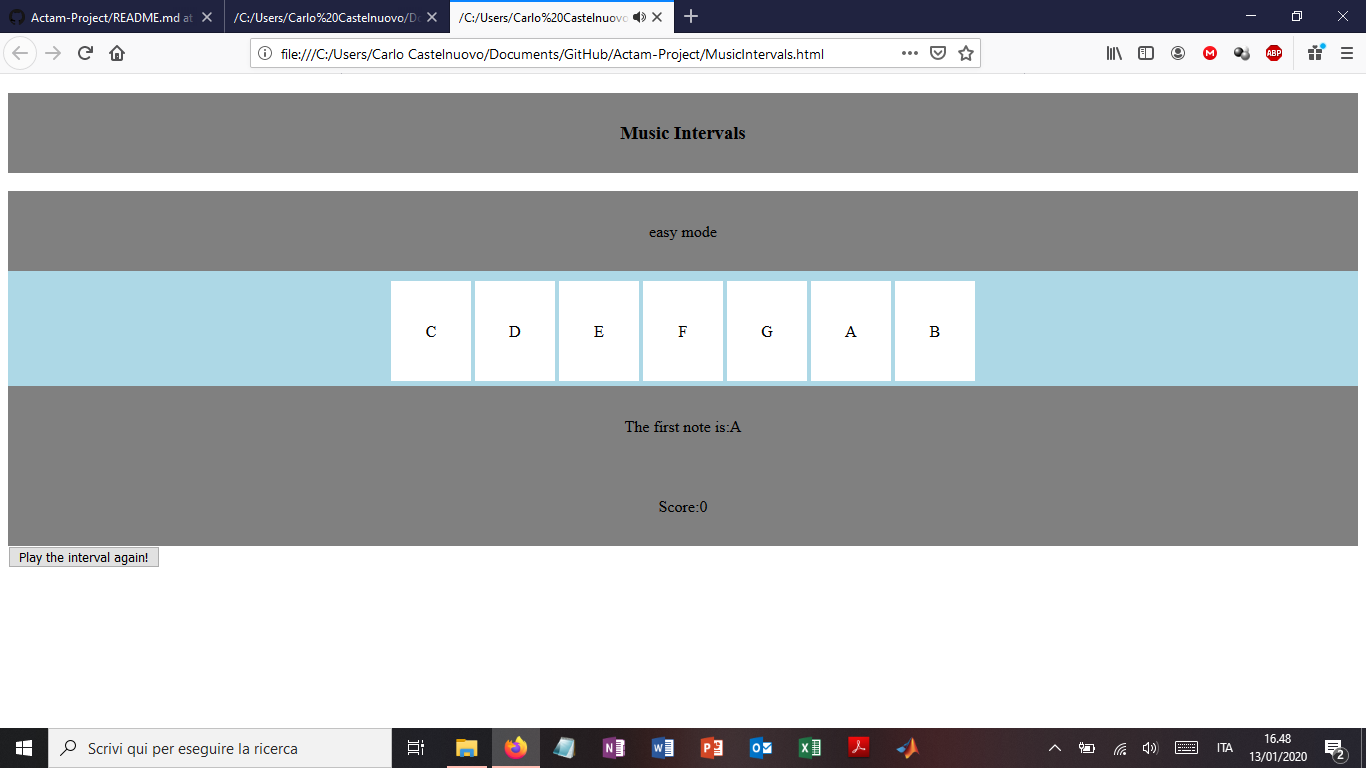 Actam-Project/README.md at
/C:/Users/Carlo%20Castelnuovo/Do
/C:/Users/Carlo%20Castelnuovo
file:///C:/Users/Carlo Castelnuovo/Documents/GitHub/Actam-Project/MusicIntervals.html
M
ABP
Music Intervals
easy mode
C D E F G A B
The first note is:A
Score:0
Play the interval again!
Scrivi qui per eseguire la ricerca
N
W
P
O
X
ITA
16.48
13/01/2020
2